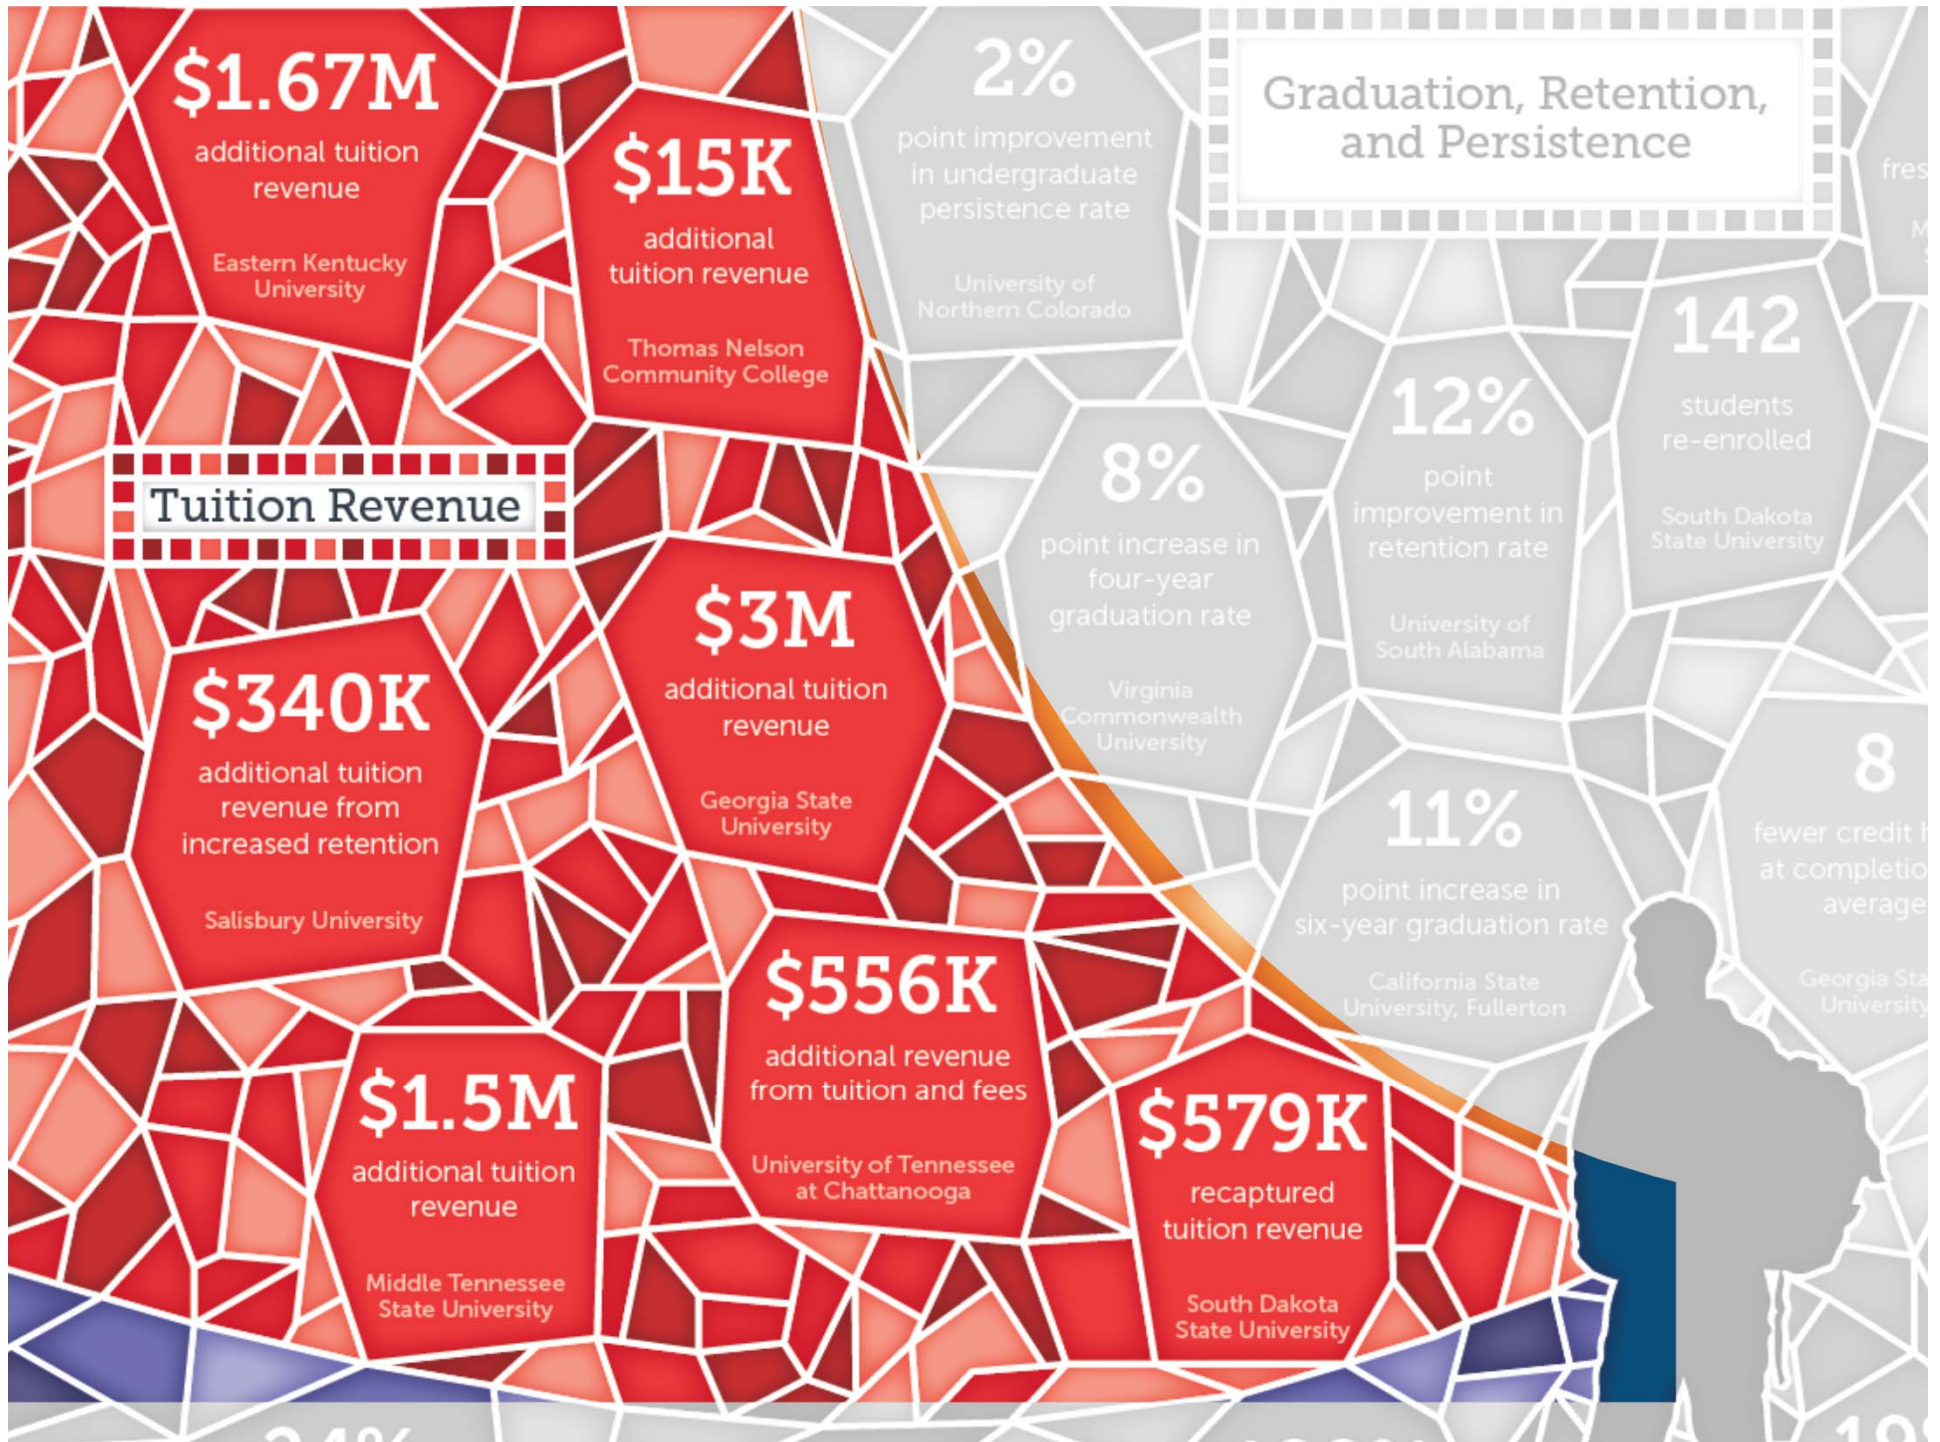 $1.67M
additional tuition
revenue
Eastern Kentucky
University
$15K
additional
tuition revenue
Thomas Nelson
Community College
Tuition Revenue
$340K
additional tuition
revenue from
increased retention
Salisbury University
$3M
additional tuition
revenue
Georgia State
University
$1.5M
additional tuition
revenue
Middle Tennessee
State University
$556K
additional revenue
from tuition and fees
University of Tennessee
at Chattanooga
$579K
recaptured
tuition revenue
South Dakota
State University
2%
point improvement
in undergraduate
persistence rate
University of
Northern Colorado
Graduation, Retention,
and Persistence
8%
point increase in
four-year
graduation rate
Virginia
Commonwealth
University
12%
point
improvement in
retention rate
University of
South Alabama
142
students
re-enrolled
South Dakota
State University
11%
point increase in
six-year graduation rate
California State
University, Fullerton
8
fewer credit
at
average
Georgia
University